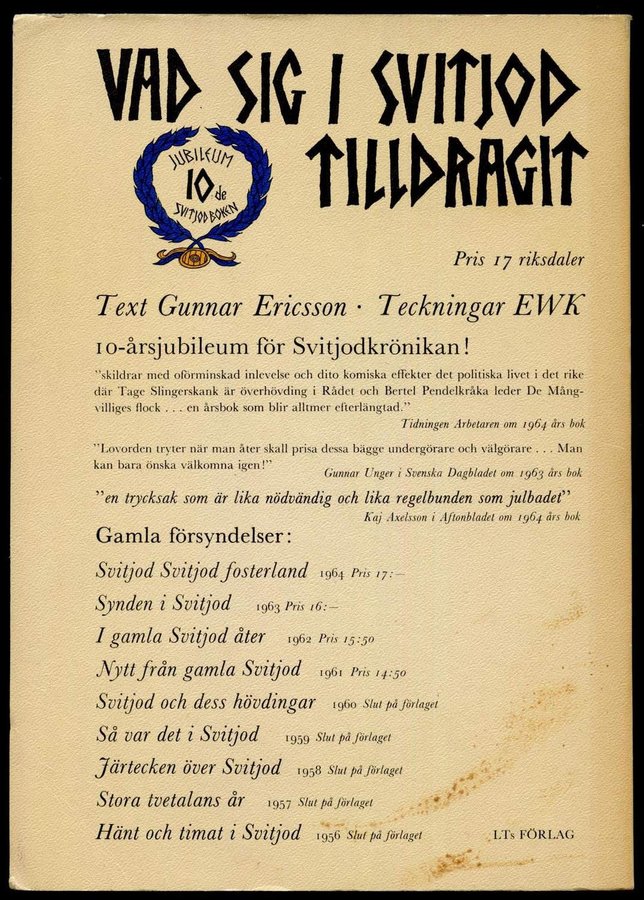 VAD SIG I SVITJOD
TILLDRAGIT
JUBILEUM
10 de
SVITJODBOKEN
Pris 17 riksdaler
Text Gunnar Ericsson · Teckningar EWK
10-årsjubileum för Svitjodkrönikan!
"skildrar med oförminskad inlevelse och dito komiska effekter det politiska livet i det rike
där Tage Slingerskank är överhövding i Rådet och Bertel Pendelkråka leder De Mång-
villiges flock . . . en årsbok som blir alltmer efterlängtad."
Tidningen Arbetaren om 1964 års bok
"Lovorden tryter när man åter skall prisa dessa bägge undergörare och välgörare . . . Man
kan bara önska välkomna igen!"
Gunnar Unger i Svenska Dagbladet om 1963 års bok
"en trycksak som är lika nödvändig och lika regelbunden som julbadet"
Kaj Axelsson i Aftonbladet om 1964 års bok
Gamla försyndelser:
Svitjod Svitjod fosterland 1964 Pris 17:—
Synden i Svitjod 1963 Pris 16:—
I gamla Svitjod åter 1962 Pris 15:50
Nytt från gamla Svitjod 1961 Pris 14:50
Svitjod och dess hövdingar 1960 Slut på förlaget
Så var det i Svitjod 1959 Slut på förlaget
Järtecken över Svitjod 1958 Slut på förlaget
Stora tvetalans år 1957 Slut på förlaget
Hänt och timat i Svitjod 1956 Slut på förlaget
LTs FÖRLAG